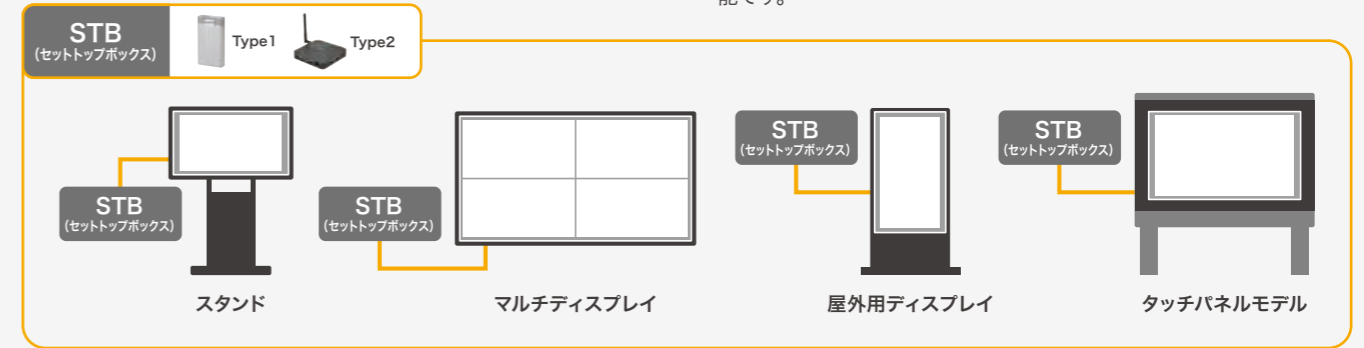 能です。
STB
（セットトップボックス）
Type1
Type2
STB
（セットトップボックス）
スタンド
STB
（セットトップボックス）
マルチディスプレイ
STB
（セットトップボックス）
屋外用ディスプレイ
STB
（セットトップボックス）
タッチパネルモデル